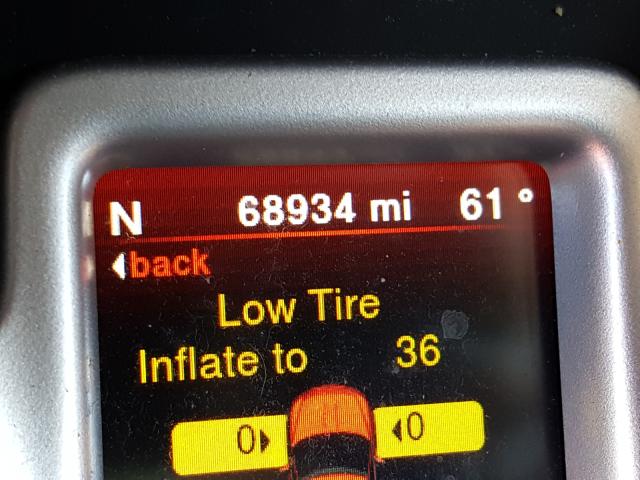 N 68934 mi 61°
back
Low Tire
Inflate to 36
0 0